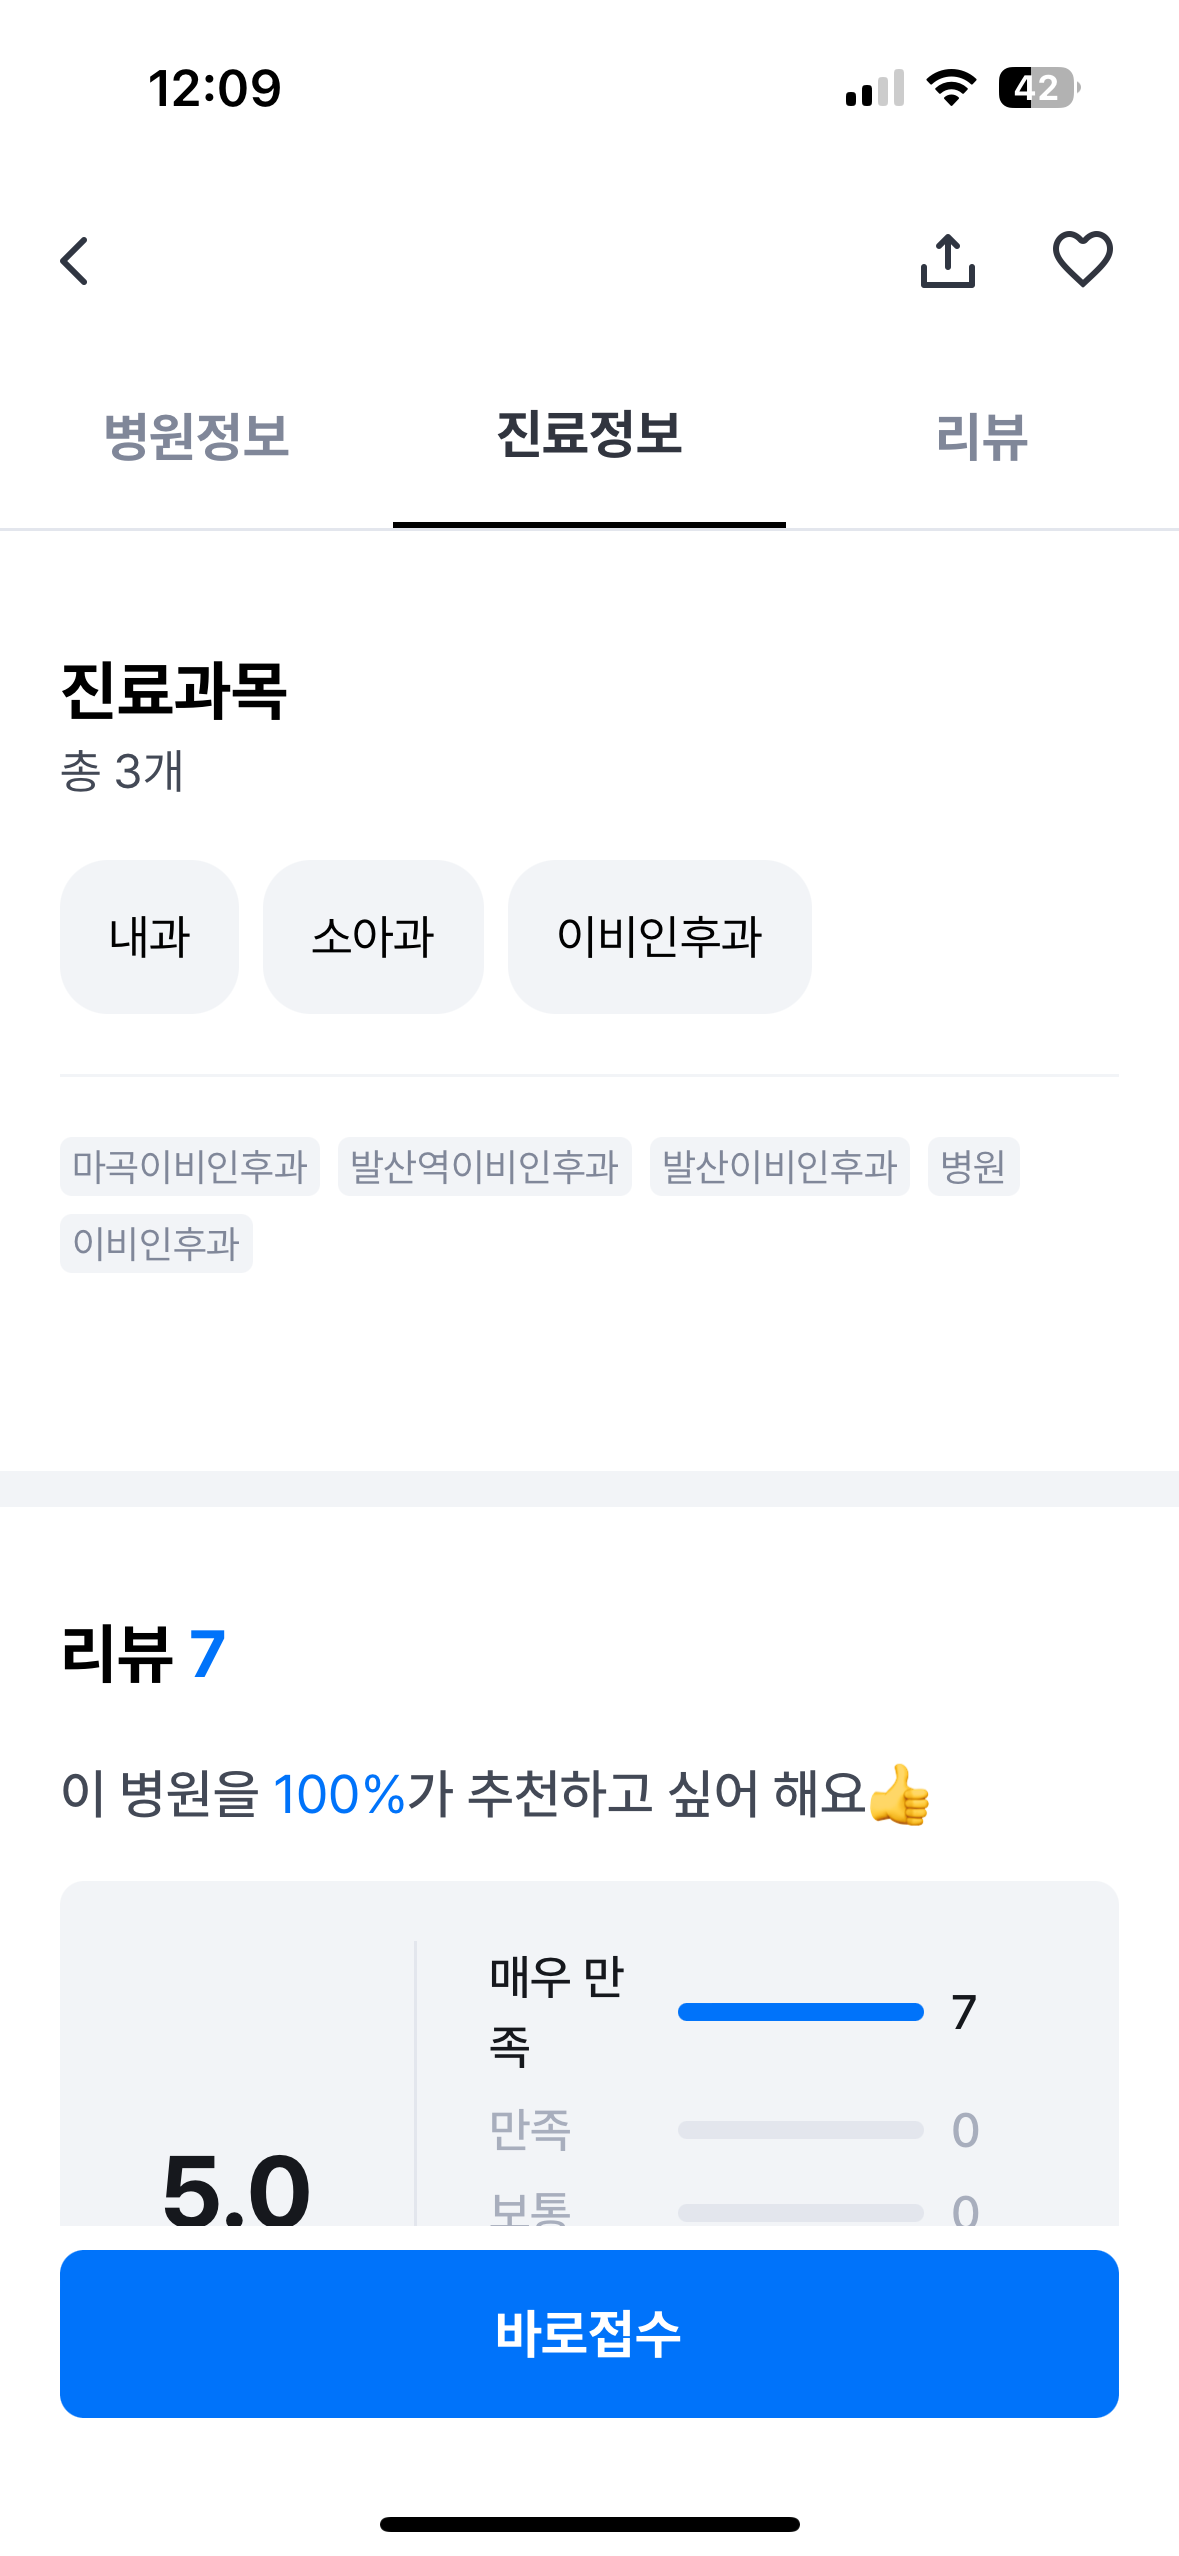 12:09
42
병원정보 진료정보 리뷰
진료과목
총 3개
내과 소아과 이비인후과
마곡이비인후과 발산역이비인후과 발산이비인후과 병원
이비인후과
리뷰 7
이 병원을 100%가 추천하고 싶어 해요👍
매우 만
족
7
만족 0
5.0
보통 0
바로접수